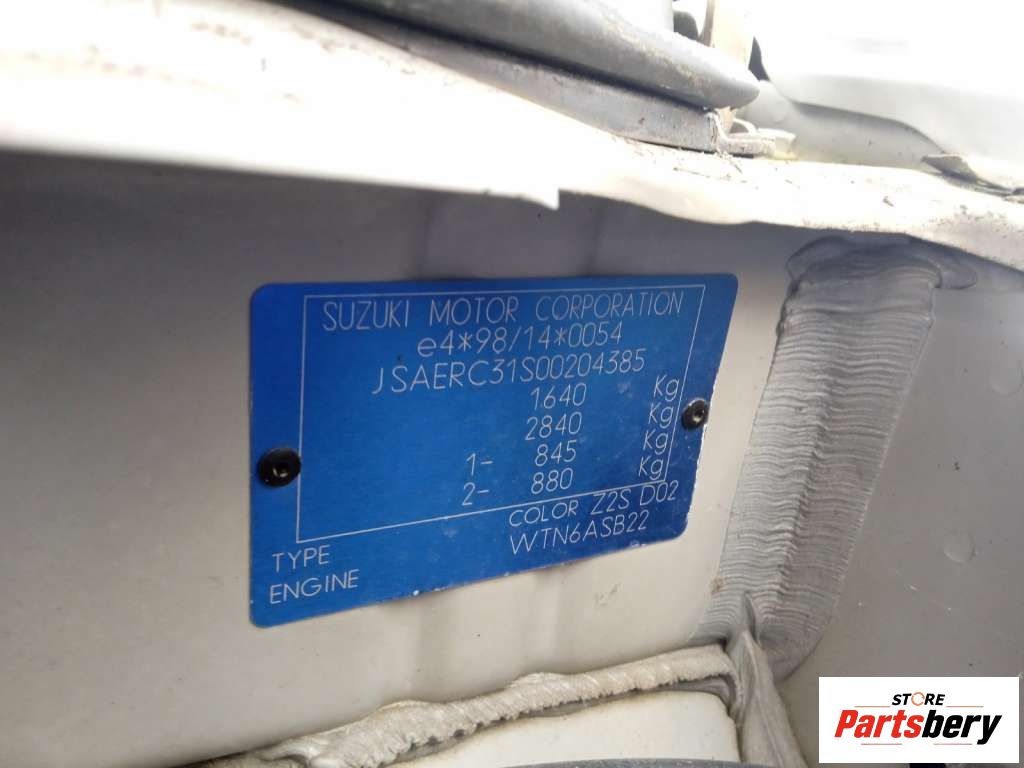 SUZUKI MOTOR CORPORATION
e4*98/14*0054
JSAERC31S00204385
1640 Kg
2840 Kg
1- 845 Kg
2- 880 Kg
COLOR Z2S D02
TYPE WTN6ASB22
ENGINE
STORE
Partsbery